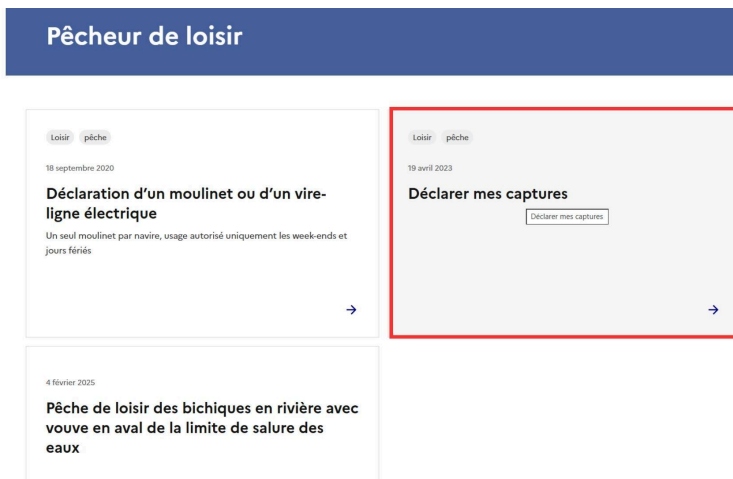 Pêcheur de loisir
Loisir pêche
18 septembre 2020
Déclaration d'un moulinet ou d'un vire-
ligne électrique
Un seul moulinet par navire, usage autorisé uniquement les week-ends et
jours fériés
Loisir pêche
19 avril 2023
Déclarer mes captures
Déclarer mes captures
4 février 2025
Pêche de loisir des bichiques en rivière avec
vouve en aval de la limite de salure des
eaux